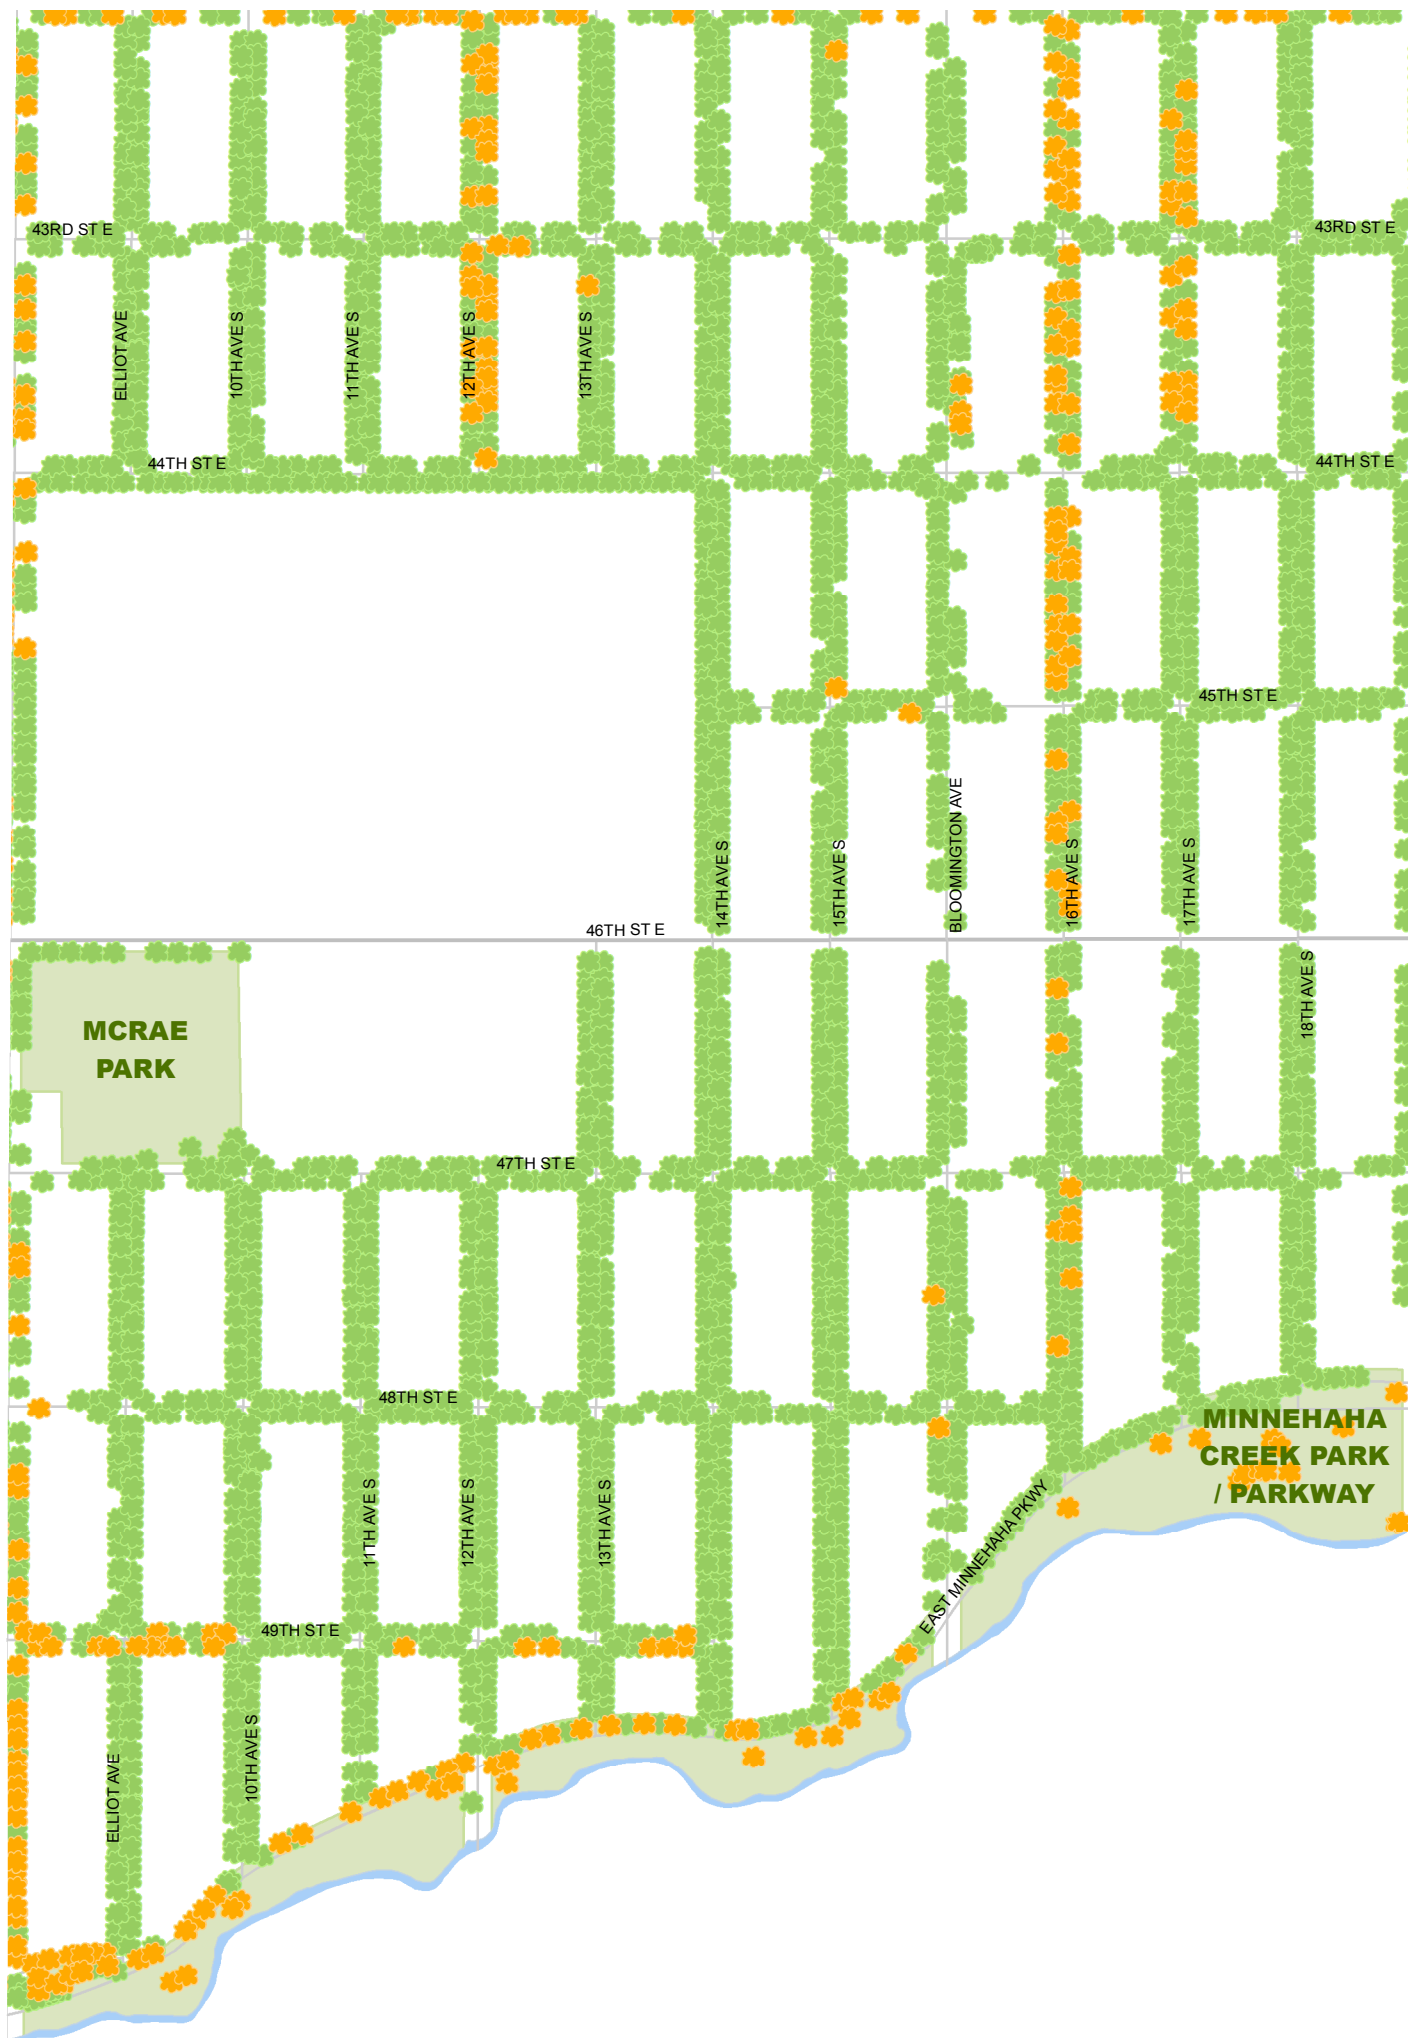 43RD ST E
43RD ST E
ELLIOT AVE
10TH AVE S
11TH AVE S
12TH AVE S
13TH AVE S
44TH ST E
44TH ST E
45TH ST E
14TH AVE S
15TH AVE S
BLOOMINGTON AVE
16TH AVE S
17TH AVE S
46TH ST E
18TH AVE S
MCRAE
PARK
47TH ST E
48TH ST E
MINNEHAHA
CREEK PARK
/ PARKWAY
11TH AVE S
12TH AVE S
13TH AVE S
EAST MINNEHAHA PKWY
49TH ST E
10TH AVE S
ELLIOT AVE